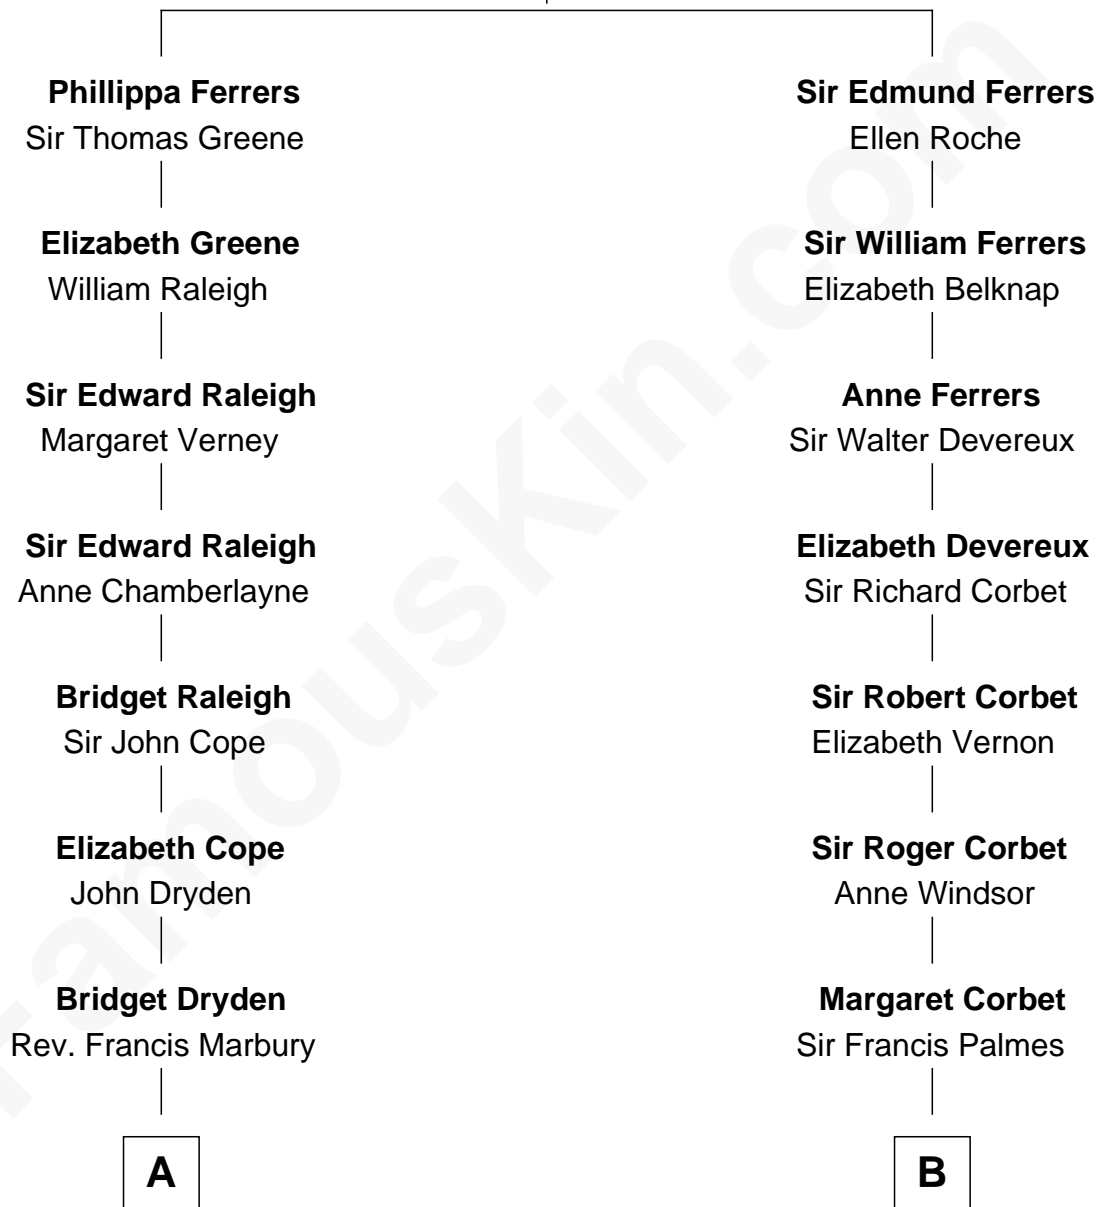 Phillippa Ferrers
Sir Thomas Greene
Elizabeth Greene
William Raleigh
Sir Edward Raleigh
Margaret Verney
Sir Edward Raleigh
Anne Chamberlayne
Bridget Raleigh
Sir John Cope
Elizabeth Cope
John Dryden
Bridget Dryden
Rev. Francis Marbury
A
Sir Edmund Ferrers
Ellen Roche
Sir William Ferrers
Elizabeth Belknap
Anne Ferrers
Sir Walter Devereux
Elizabeth Devereux
Sir Richard Corbet
Sir Robert Corbet
Elizabeth Vernon
Sir Roger Corbet
Anne Windsor
Margaret Corbet
Sir Francis Palmes
B
FamousKin.com